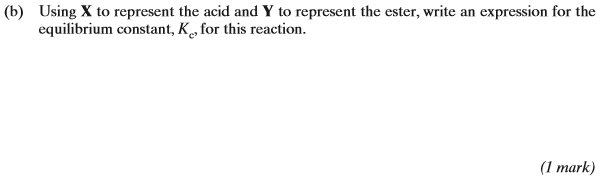 (b) Using X to represent the acid and Y to represent the ester, write an expression for the
equilibrium constant, Kc, for this reaction.
(1 mark)